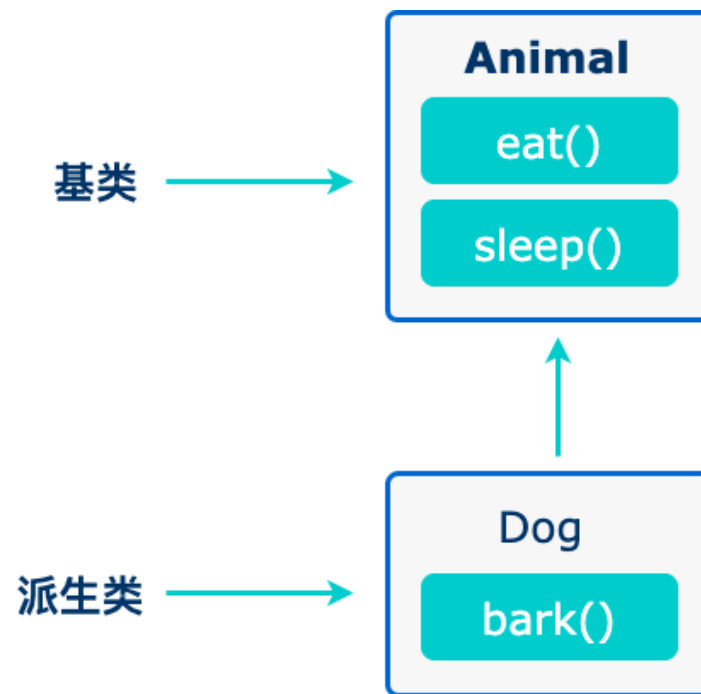 Animal
eat()
基类
sleep()
Dog
派生类
bark()